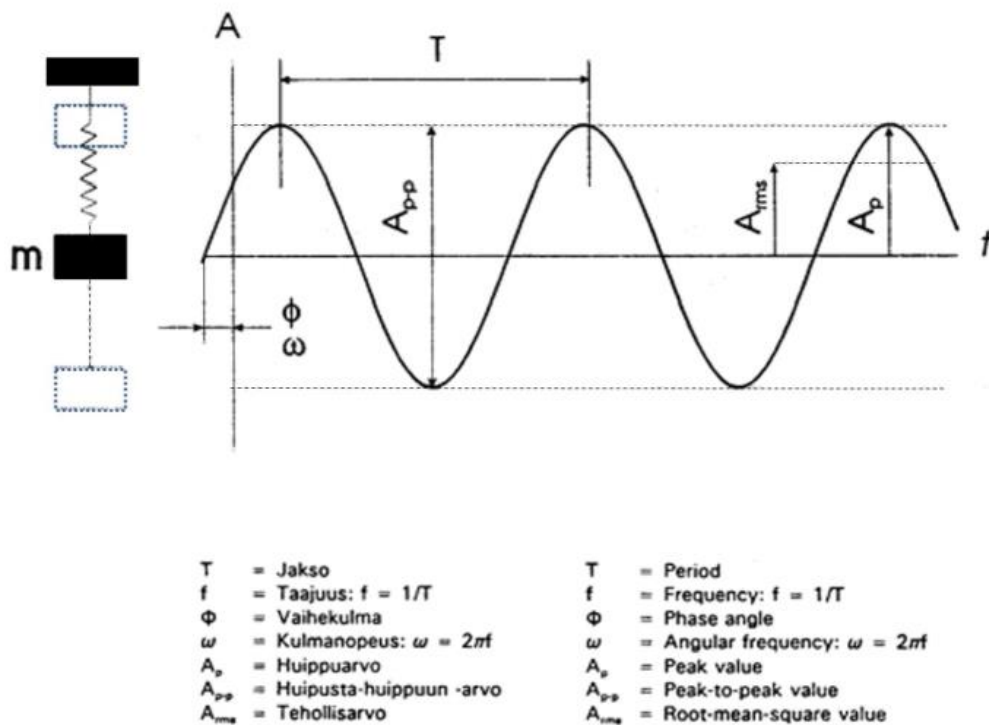 A
T
A_p-p
A_rms
A_p
m
f
ϕ
ω
T = Jakso
f = Taajuus: f = 1/T
Φ = Vaihekulma
ω = Kulmanopeus: ω = 2πf
A_p = Huippuarvo
A_p-p = Huipusta-huippuun -arvo
A_rms = Tehollisarvo
T = Period
f = Frequency: f = 1/T
Φ = Phase angle
ω = Angular frequency: ω = 2πf
A_p = Peak value
A_p-p = Peak-to-peak value
A_rms = Root-mean-square value